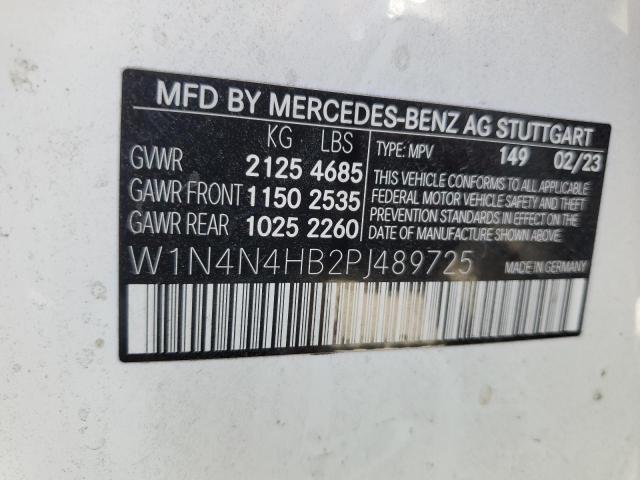 MFD BY MERCEDES-BENZ AG STUTTGART
KG LBS
GVWR 2125 4685
GAWR FRONT 1150 2535
GAWR REAR 1025 2260
TYPE: MPV 149 02/23
THIS VEHICLE CONFORMS TO ALL APPLICABLE
FEDERAL MOTOR VEHICLE SAFETY AND THEFT
PREVENTION STANDARDS IN EFFECT ON THE
DATE OF MANUFACTURE SHOWN ABOVE.
W1N4N4HB2PJ489725
MADE IN GERMANY